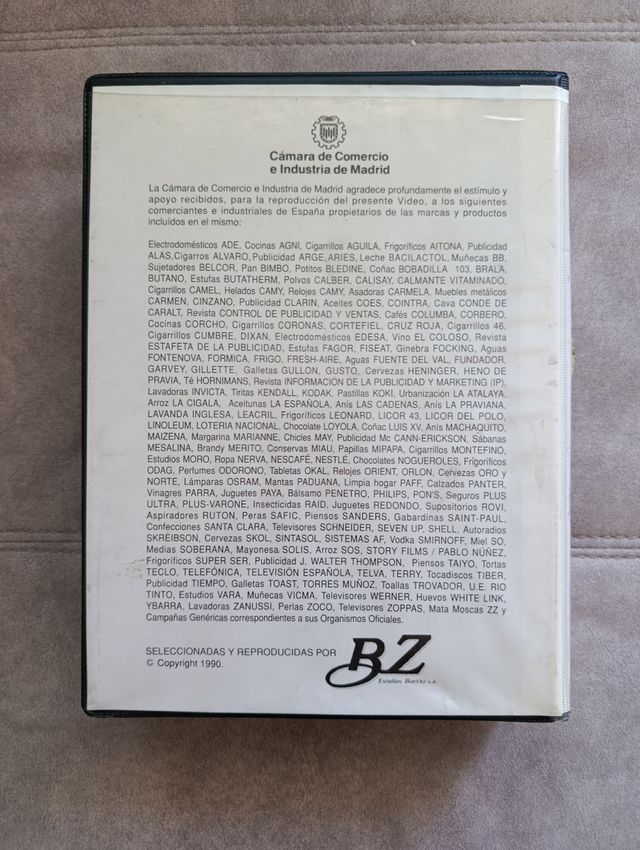 Cámara de Comercio
e Industria de Madrid
La Cámara de Comercio e Industria de Madrid agradece profundamente el estímulo y
apoyo recibidos, para la reproducción del presente Video, a los siguientes
comerciantes e industriales de España propietarios de las marcas y productos
incluídos en el mismo:
Electrodomésticos ADE, Cocinas AGNI, Cigarrillos AGUILA, Frigoríficos AITONA, Publicidad
ALAS, Cigarros ALVARO, Publicidad ARGE, ARIES, Leche BACILACTOL, Muñecas BB,
Sujetadores BELCOR, Pan BIMBO, Potitos BLEDINE, Coñac BOBADILLA 103, BRALA,
BUTANO, Estufas BUTATHERM, Polvos CALBER, CALISAY, CALMANTE VITAMINADO,
Cigarrillos CAMEL, Helados CAMY, Relojes CAMY, Asadoras CARMELA, Muebles metálicos
CARMEN, CINZANO, Publicidad CLARIN, Aceites COES, COINTRA, Cava CONDE DE
CARALT, Revista CONTROL DE PUBLICIDAD Y VENTAS, Cafés COLUMBA, CORBERO,
Cocinas CORCHO, Cigarrillos CORONAS, CORTEFIEL, CRUZ ROJA, Cigarrillos 46,
Cigarrillos CUMBRE, DIXAN, Electrodomésticos EDESA, Vino EL COLOSO, Revista
ESTAFETA DE LA PUBLICIDAD, Estufas FAGOR, FISEAT, Ginebra FOCKING, Aguas
FONTENOVA, FORMICA, FRIGO, FRESH-AIRE, Aguas FUENTE DEL VAL, FUNDADOR,
GARVEY, GILLETTE, Galletas GULLON, GUSTO, Cervezas HENINGER, HENO DE
PRAVIA, Té HORNIMANS, Revista INFORMACION DE LA PUBLICIDAD Y MARKETING (IP),
Lavadoras INVICTA, Tiritas KENDALL, KODAK, Pastillas KOKI, Urbanización LA ATALAYA,
Arroz LA CIGALA, Aceitunas LA ESPAÑOLA, Anís LAS CADENAS, Anís LA PRAVIANA,
LAVANDA INGLESA, LEACRIL, Frigoríficos LEONARD, LICOR 43, LICOR DEL POLO,
LINOLEUM, LOTERIA NACIONAL, Chocolate LOYOLA, Coñac LUIS XV, Anis MACHAQUITO,
MAIZENA, Margarina MARIANNE, Chicles MAY, Publicidad Mc CANN-ERICKSON, Sábanas
MESALINA, Brandy MERITO, Conservas MIAU, Papillas MIPAPA, Cigarrillos MONTEFINO,
Estudios MORO, Ropa NERVA, NESCAFÉ, NESTLÉ, Chocolates NOGUEROLES, Frigoríficos
ODAG, Perfumes ODORONO, Tabletas OKAL, Relojes ORIENT, ORLON, Cervezas ORO y
NORTE, Lámparas OSRAM, Mantas PADUANA, Limpia hogar PAFF, Calzados PANTER,
Vinagres PARRA, Juguetes PAYA, Bálsamo PENETRO, PHILIPS, PON'S, Seguros PLUS
ULTRA, PLUS-VARONE, Insecticidas RAID, Juguetes REDONDO, Supositorios ROVI,
Aspiradores RUTON, Peras SAFIC, Piensos SANDERS, Gabardinas SAINT-PAUL,
Confecciones SANTA CLARA, Televisores SCHNEIDER, SEVEN UP, SHELL, Autoradios
SKREIBSON, Cervezas SKOL, SINTASOL, SISTEMAS AF, Vodka SMIRNOFF, Miel SO,
Medias SOBERANA, Mayonesa SOLIS, Arroz SOS, STORY FILMS / PABLO NÚÑEZ,
Frigoríficos SUPER SER, Publicidad J. WALTER THOMPSON, Piensos TAIYO, Tortas
TECLO, TELEFÓNICA, TELEVISIÓN ESPAÑOLA, TELVA, TERRY, Tocadiscos TIBER,
Publicidad TIEMPO, Galletas TOAST, TORRES MUÑOZ, Toallas TROVADOR, U.E. RIO
TINTO, Estudios VARA, Muñecas VICMA, Televisores WERNER, Huevos WHITE LINK,
YBARRA, Lavadoras ZANUSSI, Perlas ZOCO, Televisores ZOPPAS, Mata Moscas ZZ y
Campañas Genéricas correspondientes a sus Organismos Oficiales.
SELECCIONADAS Y REPRODUCIDAS POR
© Copyright 1990.
BZ
Estudios